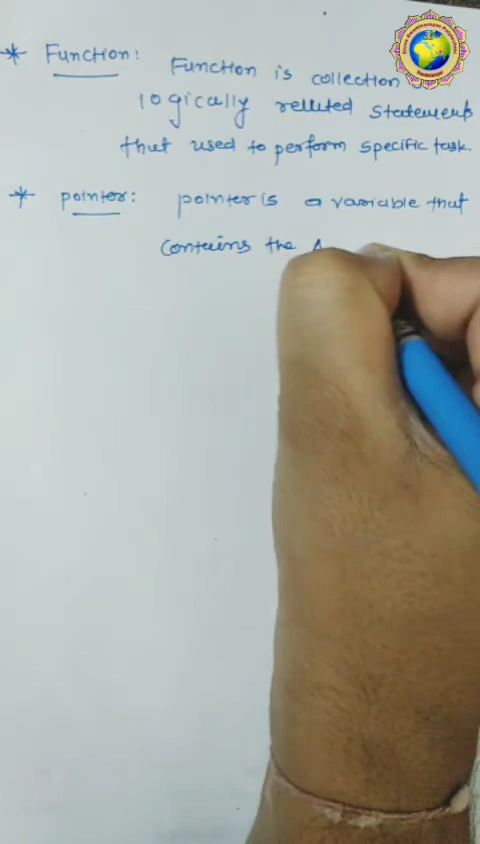 * Function: Function is collection
logically relleted statements
that used to perform specific task.
* pointer: pointer is a variable that
contains the A